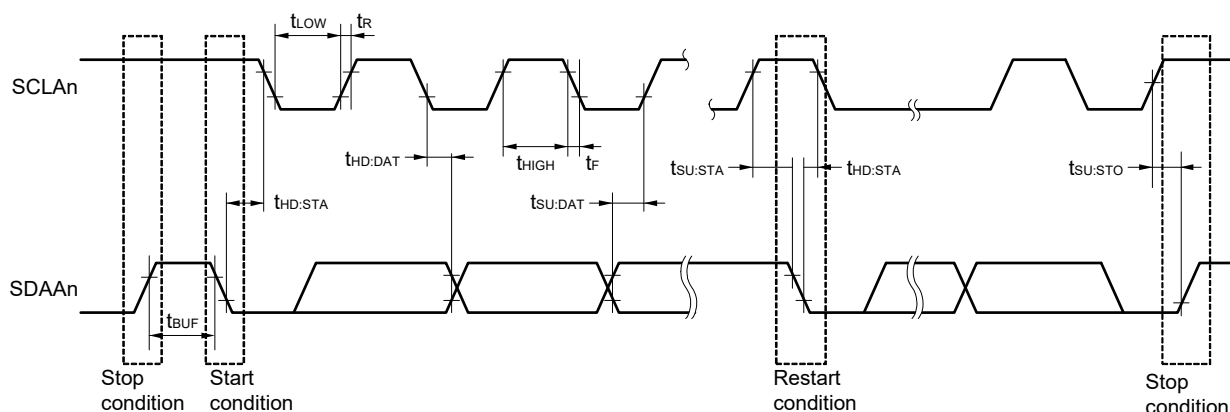 tLOW tR
SCLAn
tHD:DAT tHIGH tF tSU:STA tHD:STA tSU:STO
tHD:STA tSU:DAT
SDAAn
tBUF
Stop
condition
Start
condition
Restart
condition
Stop
condition